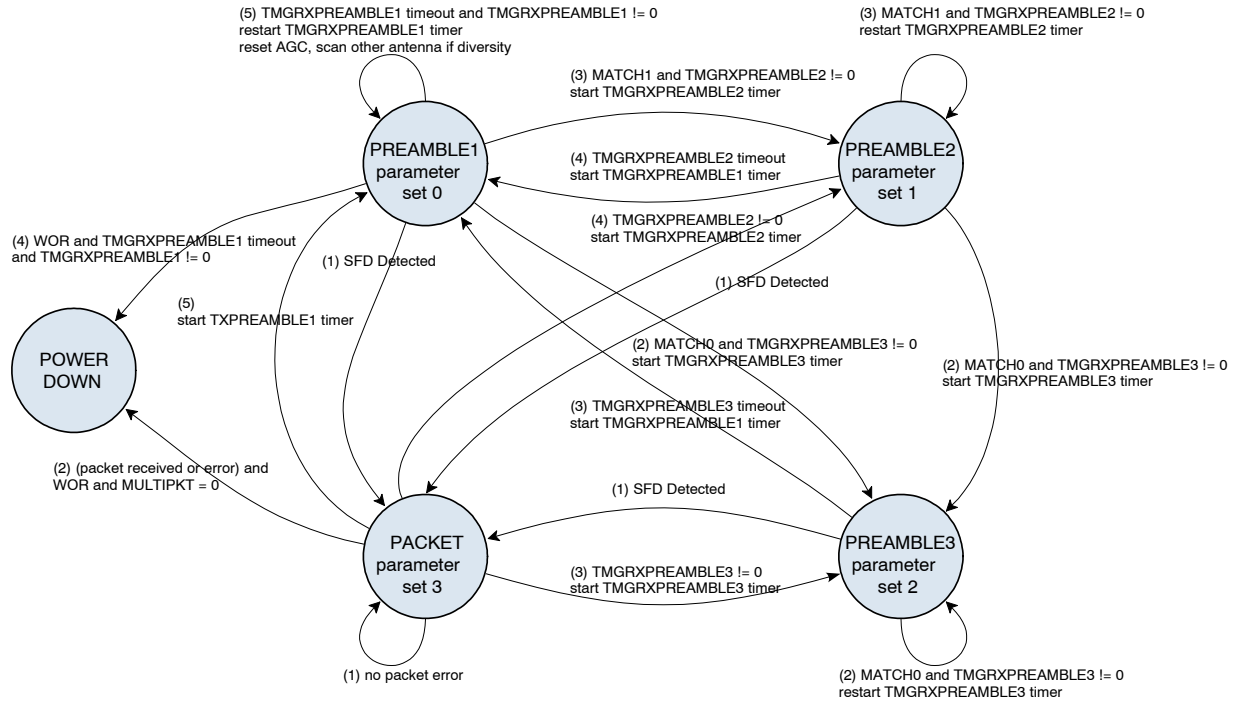 (5) TMGRXPREAMBLE1 timeout and TMGRXPREAMBLE1 != 0
restart TMGRXPREAMBLE1 timer
reset AGC, scan other antenna if diversity
(3) MATCH1 and TMGRXPREAMBLE2 != 0
restart TMGRXPREAMBLE2 timer
(3) MATCH1 and TMGRXPREAMBLE2 != 0
start TMGRXPREAMBLE2 timer
PREAMBLE1
parameter
set 0
PREAMBLE2
parameter
set 1
(4) TMGRXPREAMBLE2 timeout
start TMGRXPREAMBLE1 timer
(4) TMGRXPREAMBLE2 != 0
start TMGRXPREAMBLE2 timer
(4) WOR and TMGRXPREAMBLE1 timeout
and TMGRXPREAMBLE1 != 0
(1) SFD Detected
(1) SFD Detected
(5)
start TXPREAMBLE1 timer
(2) MATCH0 and TMGRXPREAMBLE3 != 0
start TMGRXPREAMBLE3 timer
(2) MATCH0 and TMGRXPREAMBLE3 != 0
start TMGRXPREAMBLE3 timer
POWER
DOWN
(3) TMGRXPREAMBLE3 timeout
start TMGRXPREAMBLE1 timer
(2) (packet received or error) and
WOR and MULTIPKT = 0
(1) SFD Detected
PACKET
parameter
set 3
PREAMBLE3
parameter
set 2
(3) TMGRXPREAMBLE3 != 0
start TMGRXPREAMBLE3 timer
(1) no packet error
(2) MATCH0 and TMGRXPREAMBLE3 != 0
restart TMGRXPREAMBLE3 timer